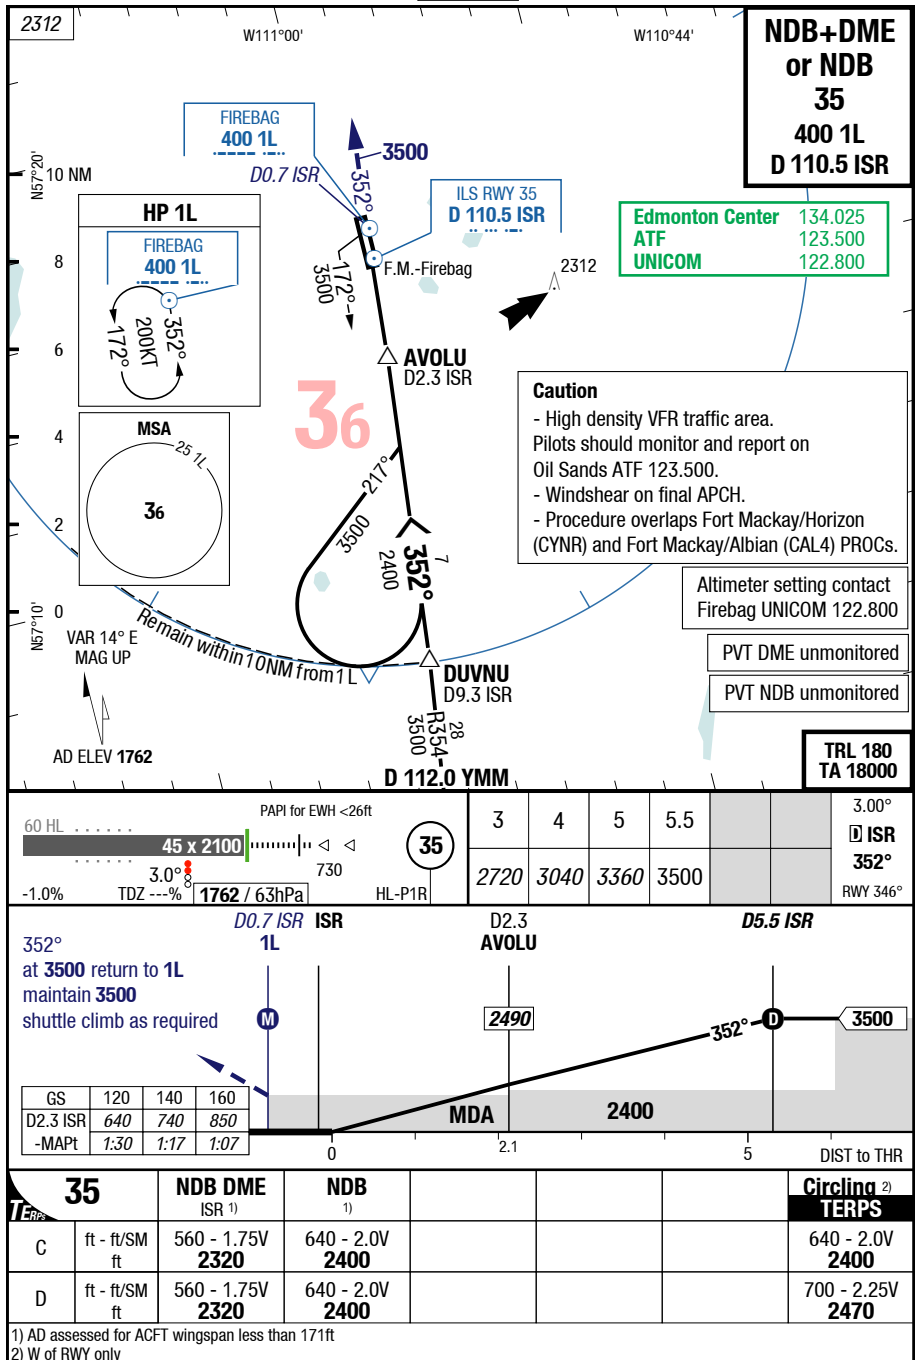 2312
W111°00'
W110°44'
NDB+DME
or NDB
35
400 1L
D 110.5 ISR
FIREBAG
400 1L
D0.7 ISR
3500
352°
N57°20'
10 NM
ILS RWY 35
D 110.5 ISR
HP 1L
FIREBAG
400 1L
172°
200KT
352°
Edmonton Center 134.025
ATF 123.500
UNICOM 122.800
8
172°
3500
F.M.-Firebag
2312
6
AVOLU
D2.3 ISR
36
Caution
- High density VFR traffic area.
Pilots should monitor and report on
Oil Sands ATF 123.500.
- Windshear on final APCH.
- Procedure overlaps Fort Mackay/Horizon
(CYNR) and Fort Mackay/Albian (CAL4) PROCs.
MSA
25 1L
36
4
217°
3500
2
7
352°
2400
Altimeter setting contact
Firebag UNICOM 122.800
N57°10'
0
Remain within 10NM from 1L
VAR 14° E
MAG UP
PVT DME unmonitored
DUVNU
D9.3 ISR
PVT NDB unmonitored
28
R354
3500
AD ELEV 1762
D 112.0 YMM
TRL 180
TA 18000
60 HL
PAPI for EWH <26ft
45 x 2100
730
3.0°
-1.0%
TDZ ---%
1762 / 63hPa
HL-P1R
35
3 4 5 5.5
2720 3040 3360 3500
3.00°
D ISR
352°
RWY 346°
D0.7 ISR ISR D2.3 D5.5 ISR
1L AVOLU
352°
at 3500 return to 1L
maintain 3500
shuttle climb as required
M
2490
352°
D
3500
GS 120 140 160
D2.3 ISR 640 740 850
-MAPt 1:30 1:17 1:07
MDA
2400
0
2.1
5
DIST to THR
TERPS
35
NDB DME
ISR 1)
NDB
1)
Circling 2)
TERPS
C ft - ft/SM 560 - 1.75V 640 - 2.0V 640 - 2.0V
ft 2320 2400 2400
D ft - ft/SM 560 - 1.75V 640 - 2.0V 700 - 2.25V
ft 2320 2400 2470
1) AD assessed for ACFT wingspan less than 171ft
2) W of RWY only